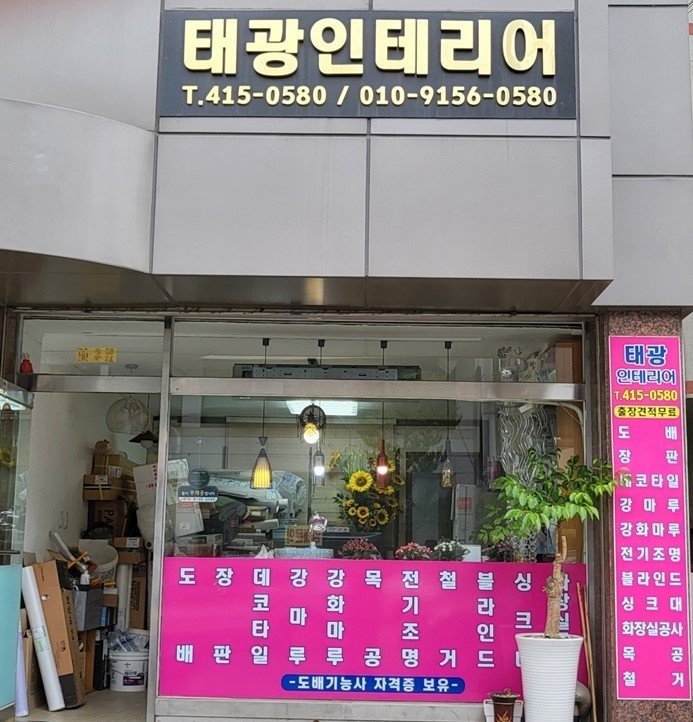 태광인테리어
T.415-0580 / 010-9156-0580
도배
장판
데코타일
강마루
강화마루
목공
전기조명
철거
블라인드
싱크대
-도배기능사 자격증 보유-
태광
인테리어
T.415-0580
출장견적무료
도 배
장 판
데코타일
강마루
강화마루
전기조명
블라인드
싱크대
화장실공사
목 공
철 거